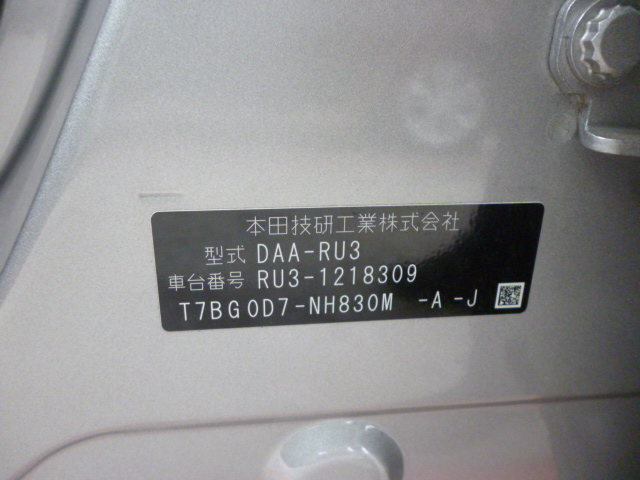 本田技研工業株式会社
型式 DAA-RU3
車台番号 RU3-1218309
T7BG0D7-NH830M -A-J